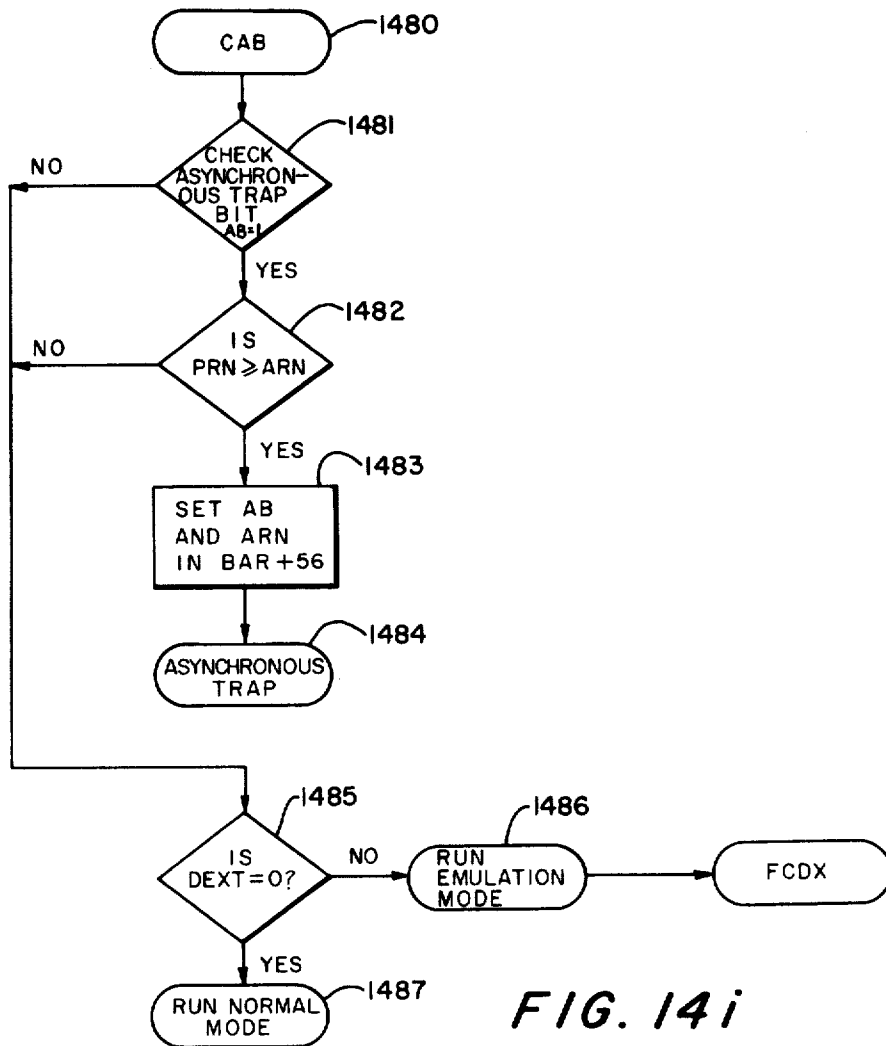 CAB
1480
CHECK
ASYNCHRON-
OUS TRAP
BIT
AB=1
1481
NO
YES
IS
PRN ⩾ ARN
1482
NO
YES
SET AB
AND ARN
IN BAR+56
1483
ASYNCHRONOUS
TRAP
1484
IS
DEXT=0?
1485
NO
RUN
EMULATION
MODE
1486
FCDX
YES
RUN NORMAL
MODE
1487
FIG. 14i